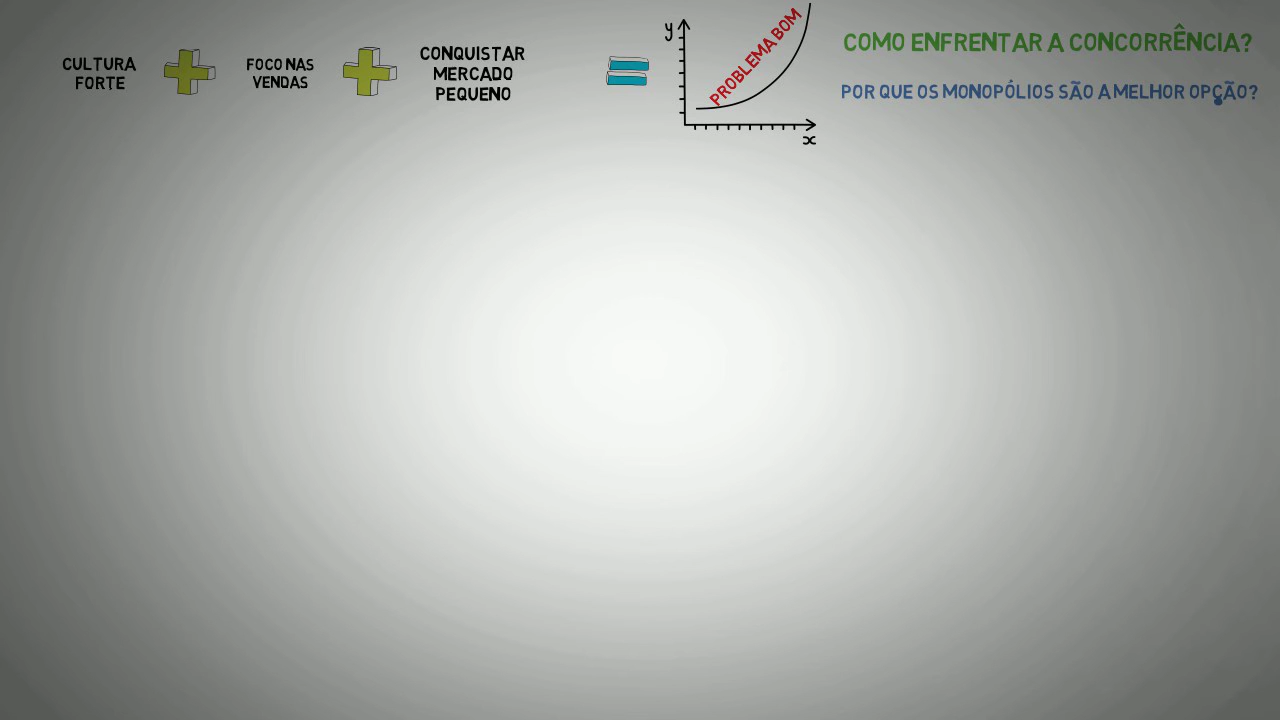 CULTURA
FORTE
FOCO NAS
VENDAS
CONQUISTAR
MERCADO
PEQUENO
y
PROBLEMA BOM
x
COMO ENFRENTAR A CONCORRÊNCIA?
POR QUE OS MONOPÓLIOS SÃO A MELHOR OPÇÃO?